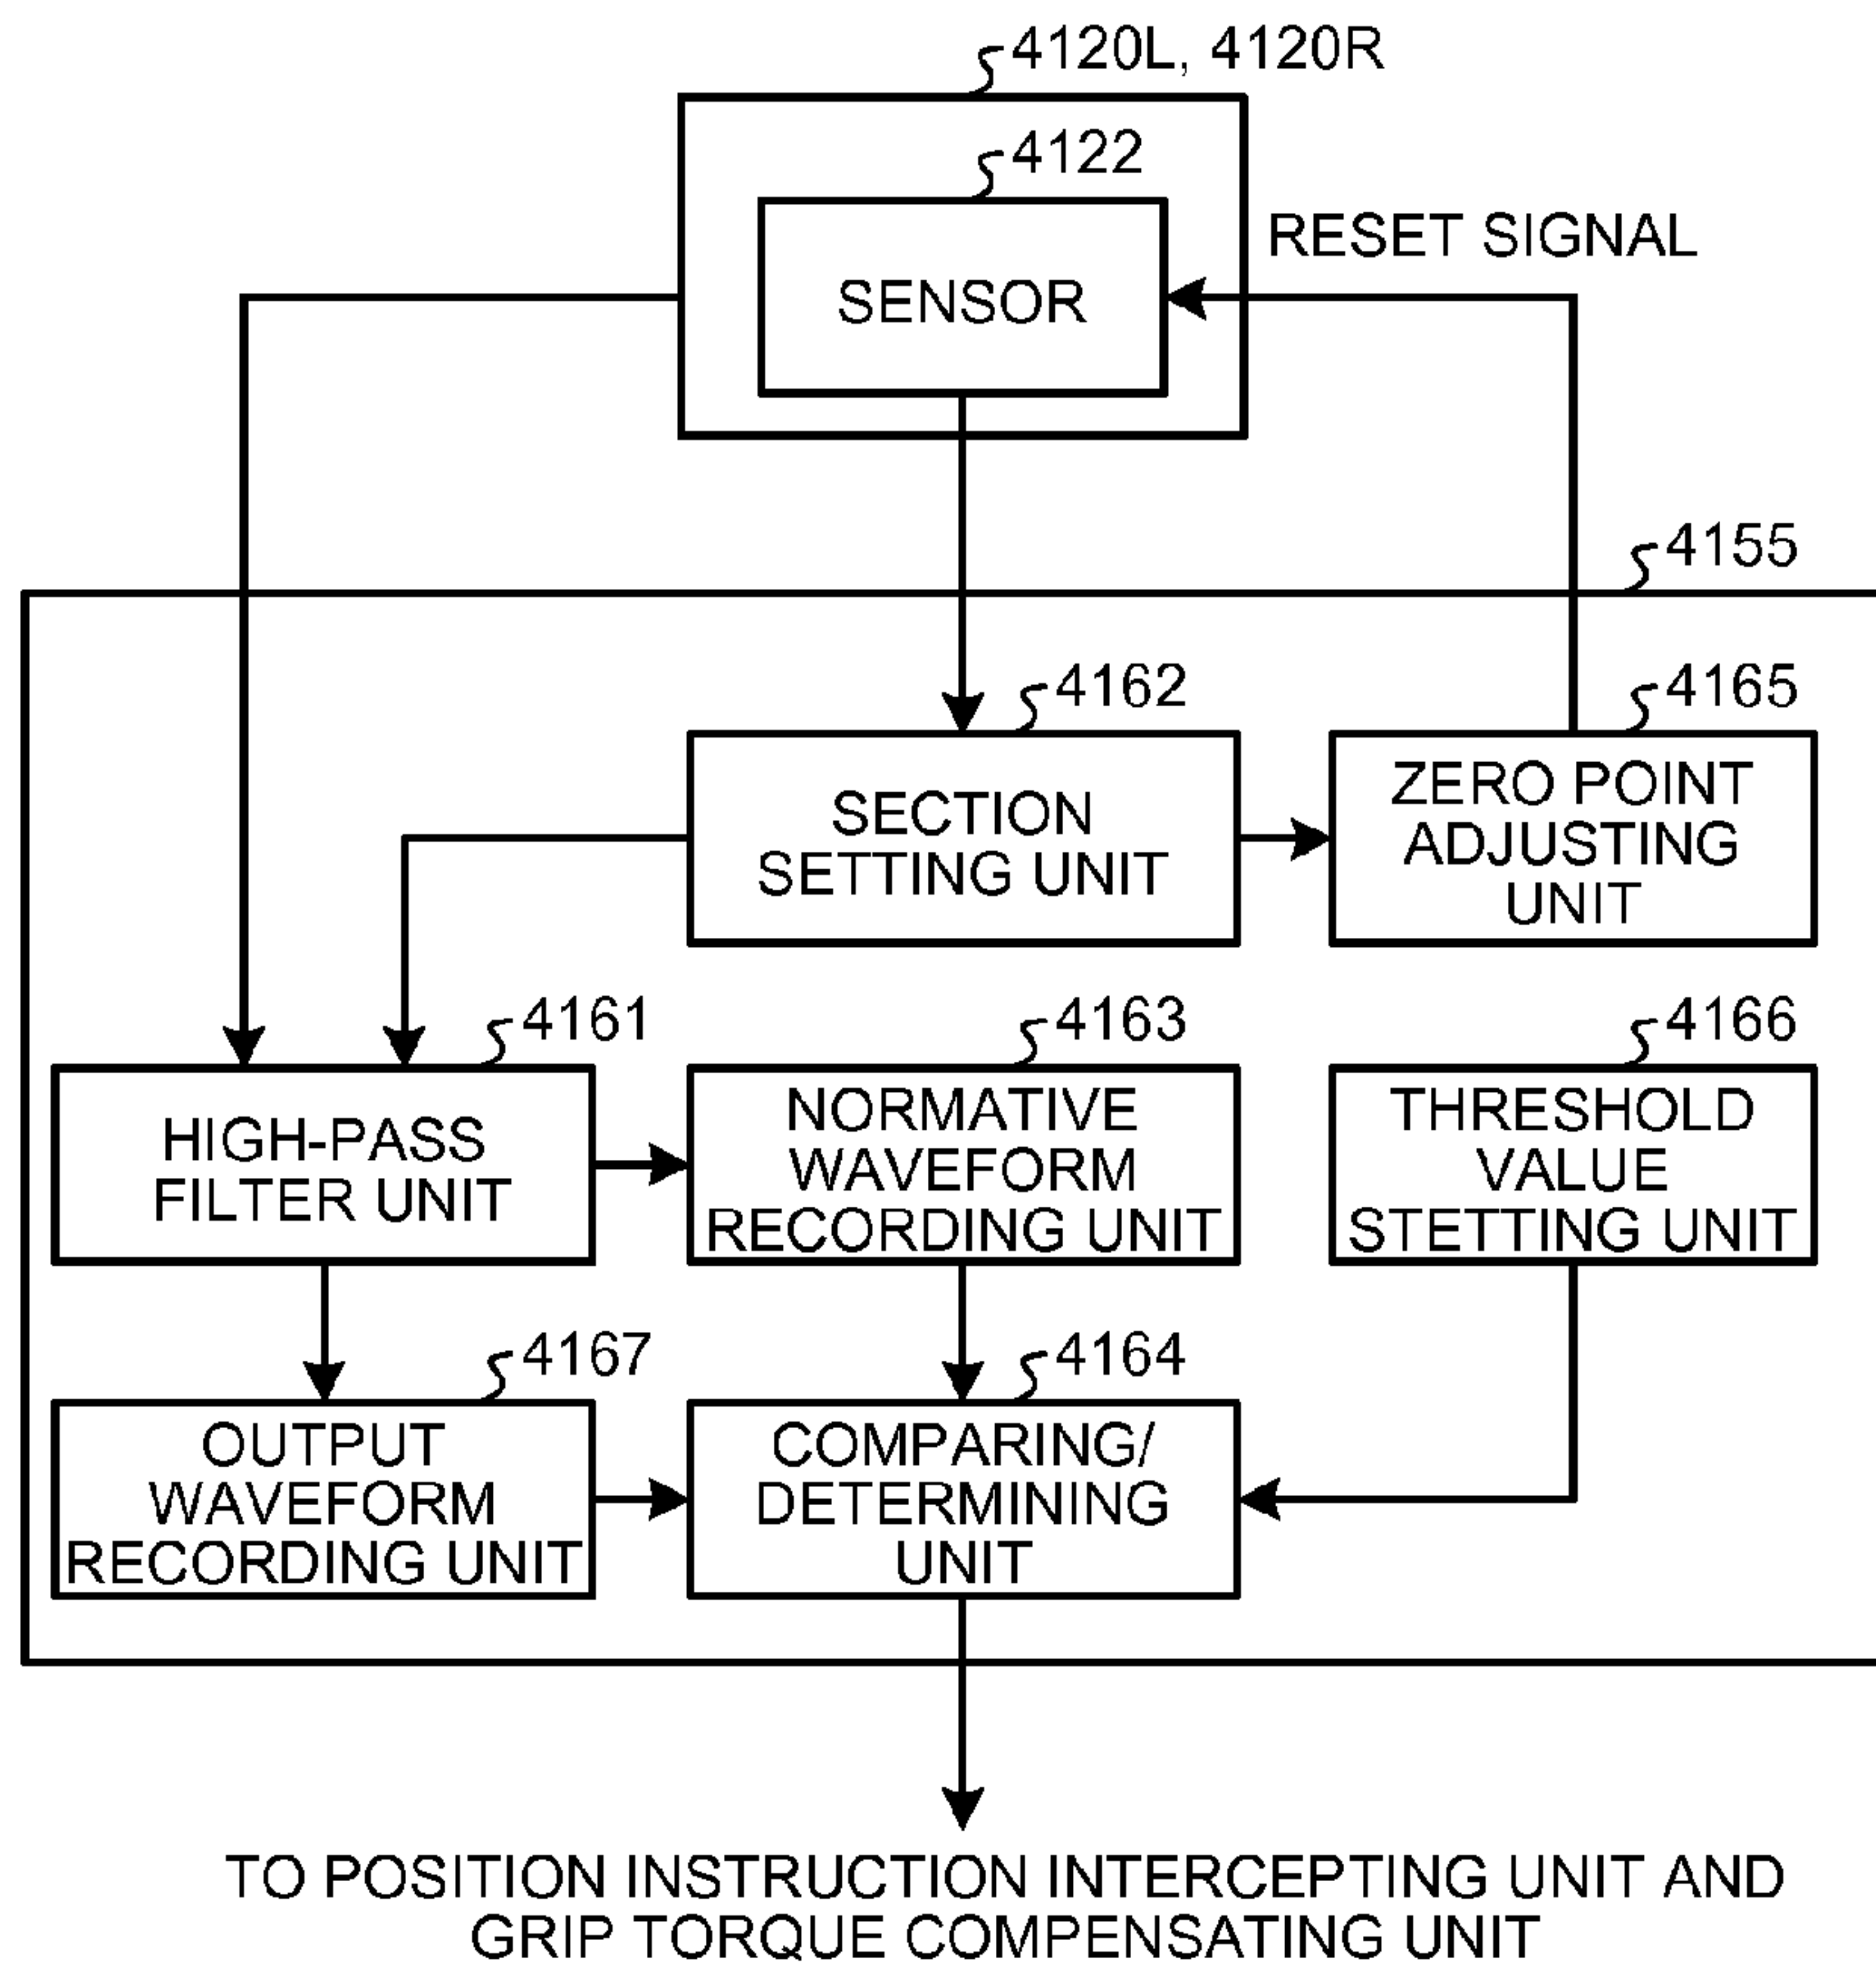 4120L, 4120R
4122
RESET SIGNAL
SENSOR
4155
4162
4165
SECTION
SETTING UNIT
ZERO POINT
ADJUSTING
UNIT
4161
4163
4166
HIGH-PASS
FILTER UNIT
NORMATIVE
WAVEFORM
RECORDING UNIT
THRESHOLD
VALUE
STETTING UNIT
4167
4164
OUTPUT
WAVEFORM
RECORDING UNIT
COMPARING/
DETERMINING
UNIT
TO POSITION INSTRUCTION INTERCEPTING UNIT AND
GRIP TORQUE COMPENSATING UNIT